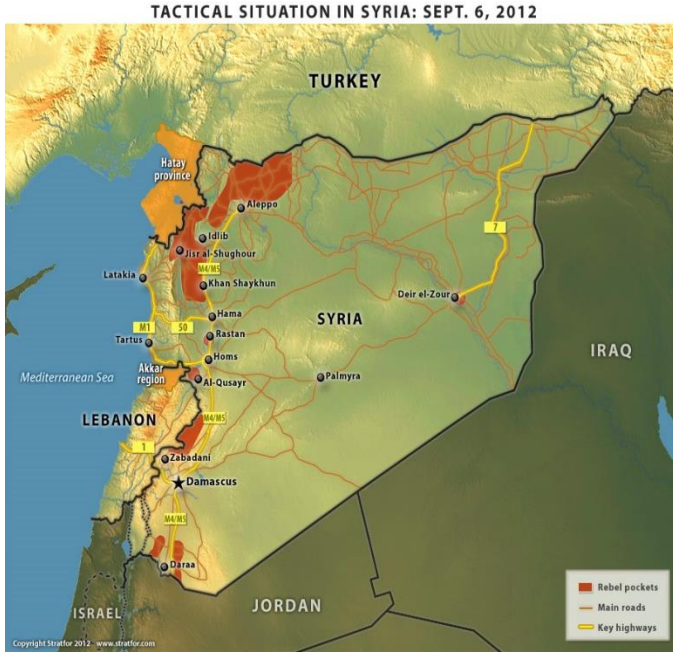 TACTICAL SITUATION IN SYRIA: SEPT. 6, 2012
TURKEY
Hatay
province
Aleppo
Idlib
Jisr al-Shughour
M4/M5
7
Latakia
Khan Shaykhun
Deir el-Zour
Hama
SYRIA
M1
50
Rastan
Tartus
Homs
IRAQ
Akkar
region
Mediterranean Sea
Al-Qusayr
Palmyra
LEBANON
M4/M5
1
Zabadani
Damascus
M4/M5
Daraa
ISRAEL
JORDAN
Rebel pockets
Main roads
Key highways
Copyright Stratfor 2012 www.stratfor.com